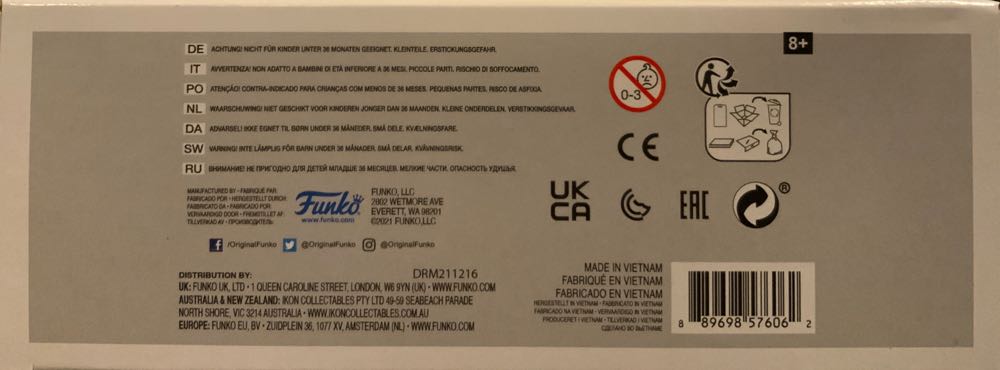 8+
DE ACHTUNG! NICHT FÜR KINDER UNTER 36 MONATEN GEEIGNET. KLEINTEILE. ERSTICKUNGSGEFAHR.
IT AVVERTENZA! NON ADATTO A BAMBINI DI ETÀ INFERIORE A 36 MESI. PICCOLE PARTI. RISCHIO DI SOFFOCAMENTO.
PO ATENÇÃO! CONTRA-INDICADO PARA CRIANÇAS COM MENOS DE 36 MESES. PEQUENAS PARTES, RISCO DE ASFIXIA.
NL WAARSCHUWING! NIET GESCHIKT VOOR KINDEREN JONGER DAN 36 MAANDEN. KLEINE ONDERDELEN, VERSTIKKINGSGEVAAR.
DA ADVARSEL! IKKE EGNET TIL BØRN UNDER 36 MÅNEDER. SMÅ DELE. KVÆLNINGSFARE.
SW VARNING! INTE LÄMPLIG FÖR BARN UNDER 36 MÅNADER. SMÅ DELAR. KVÄVNINGSRISK.
RU ВНИМАНИЕ! НЕ ПРИГОДНО ДЛЯ ДЕТЕЙ МЛАДШЕ 36 МЕСЯЦЕВ. МЕЛКИЕ ЧАСТИ. ОПАСНОСТЬ УДУШЬЯ.
0-3
CE
MANUFACTURED BY • FABRIQUÉ PAR:
FABRICADO POR • HERGESTELLT DURCH:
FABBRICATO DA • FABRICADO POR:
VERVAARDIGD DOOR • FREMSTILLET AF:
TILLVERKAD AV • ПРОИЗВОДИТЕЛЬ:
Funko®
www.funko.com
FUNKO, LLC
2802 WETMORE AVE
EVERETT, WA 98201
©2021 FUNKO,LLC
UK
CA
EAC
®
/OriginalFunko @OriginalFunko @OriginalFunko
DRM211216
DISTRIBUTION BY:
UK: FUNKO UK, LTD • 1 QUEEN CAROLINE STREET, LONDON, W6 9YN (UK) • WWW.FUNKO.COM
AUSTRALIA & NEW ZEALAND: IKON COLLECTABLES PTY LTD 49-59 SEABEACH PARADE
NORTH SHORE, VIC 3214 AUSTRALIA • WWW.IKONCOLLECTABLES.COM.AU
EUROPE: FUNKO EU, BV • ZUIDPLEIN 36, 1077 XV, AMSTERDAM (NL) • WWW.FUNKO.COM
MADE IN VIETNAM
FABRIQUÉ EN VIETNAM
FABRICADO EN VIETNAM
HERGESTELLT IN VIETNAM • FABBRICATO IN VIETNAM
FABRICADO NA VIETNAM • VERVAARDIGD IN VIETNAM
PRODUCERET I VIETNAM • TILLVERKAD I VIETNAM
СДЕЛАНО ВО ВЬЕТНАМЕ
8 89698 57606 2